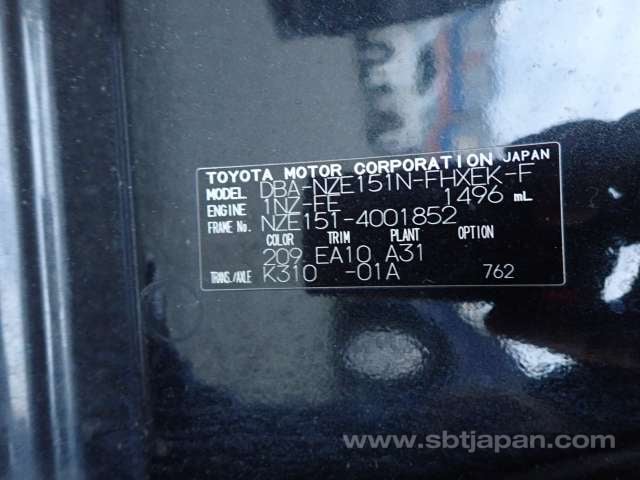 TOYOTA MOTOR CORPORATION JAPAN
MODEL DBA-NZE151N-FHXEK-F
ENGINE 1NZ-FE 1496 mL
FRAME No. NZE151-4001852
COLOR TRIM PLANT OPTION
209 EA10 A31
TRANS./AXLE K310 -01A 762
www.sbtjapan.com